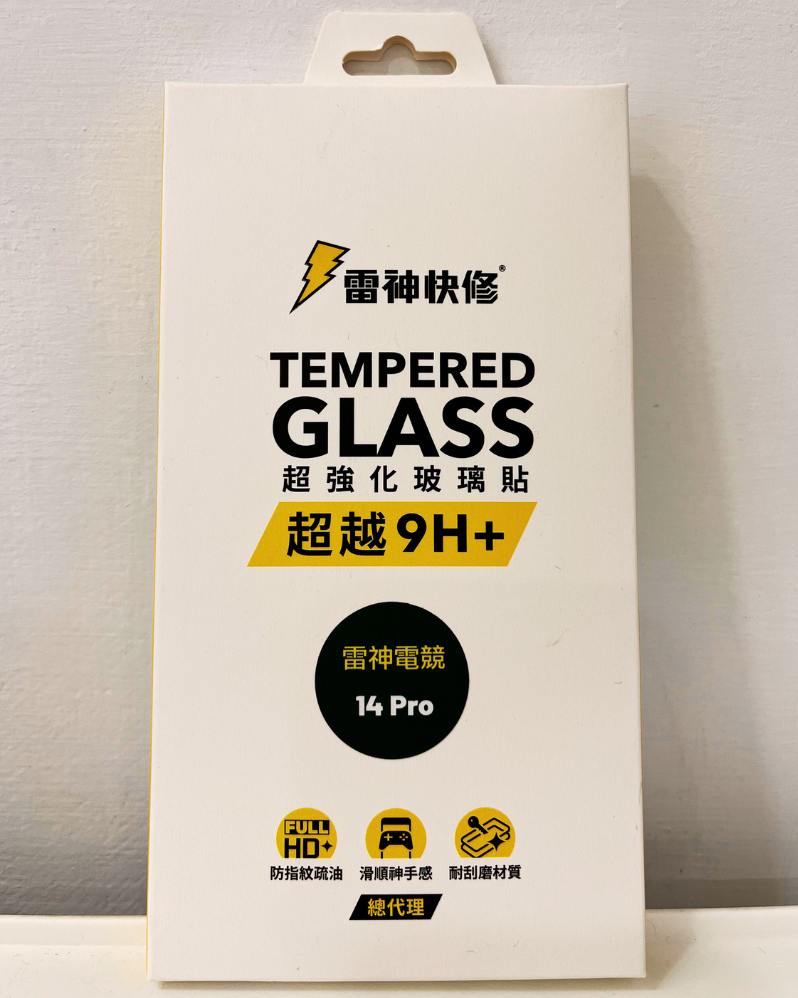 雷神快修®
TEMPERED
GLASS
超強化玻璃貼
超越9H+
雷神電競
14 Pro
FULL
HD+
防指紋疏油 滑順神手感 耐刮磨材質
總代理